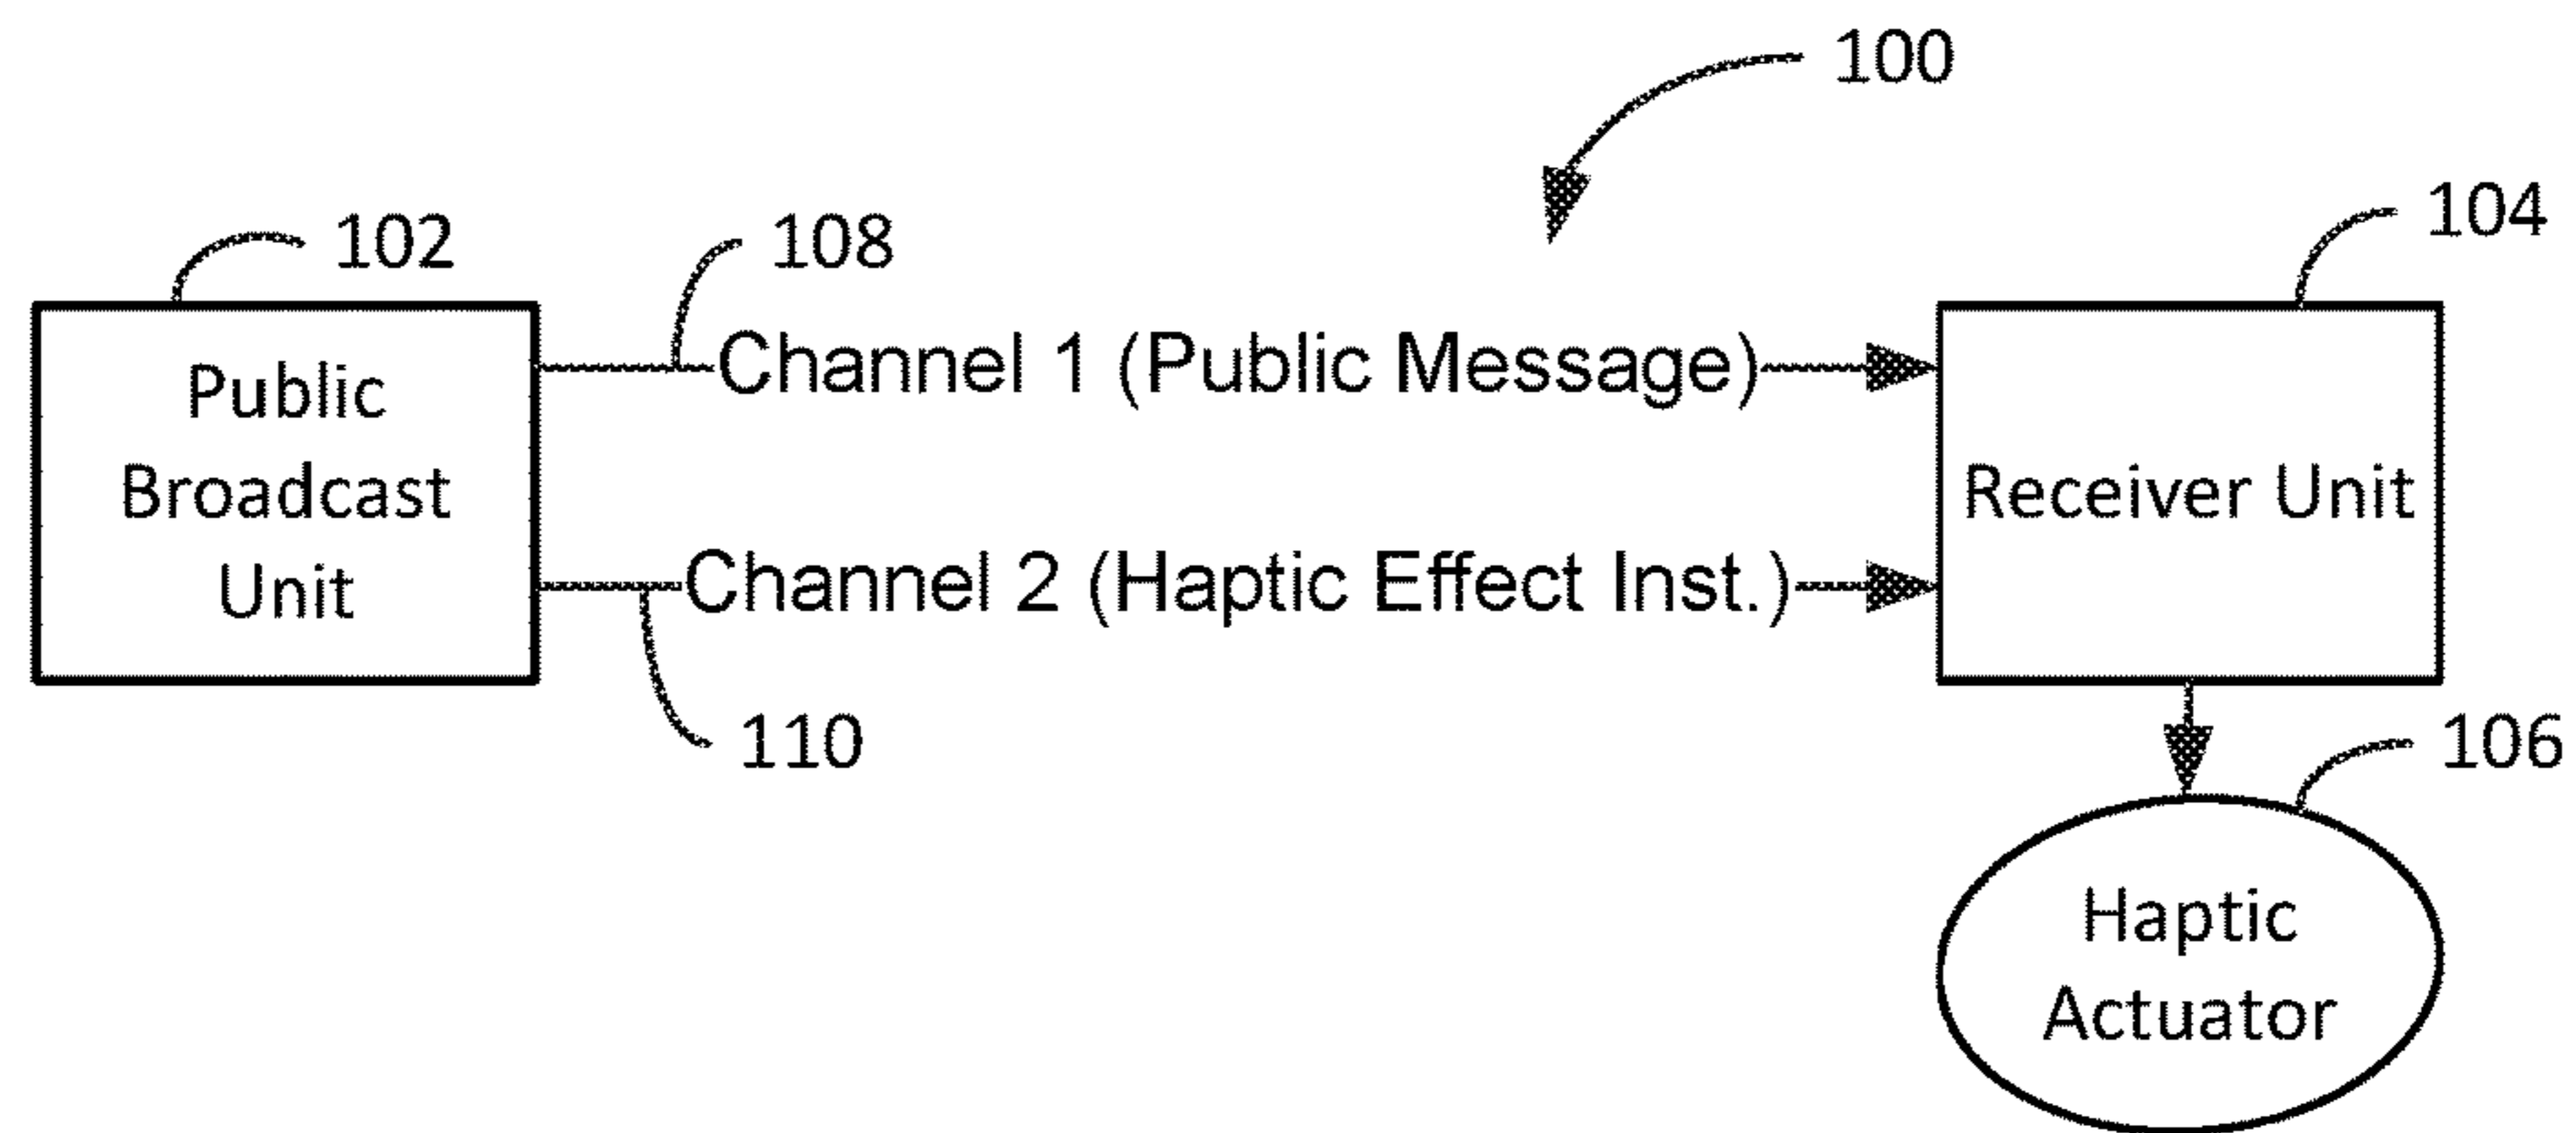 100
102
108
104
Public
Broadcast
Unit
Channel 1 (Public Message)
Channel 2 (Haptic Effect Inst.)
Receiver Unit
110
106
Haptic
Actuator